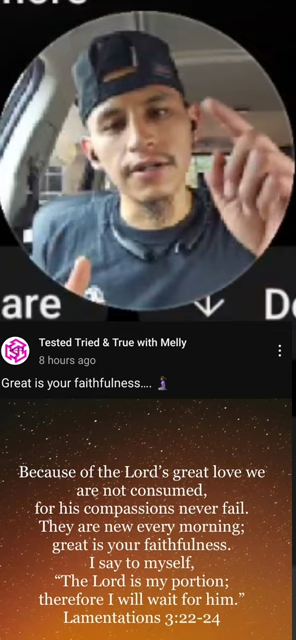 are
D
Tested Tried & True with Melly
8 hours ago
Great is your faithfulness.... 🧎🏾‍♀️
Because of the Lord's great love we
are not consumed,
for his compassions never fail.
They are new every morning;
great is your faithfulness.
I say to myself,
“The Lord is my portion;
therefore I will wait for him.”
Lamentations 3:22-24